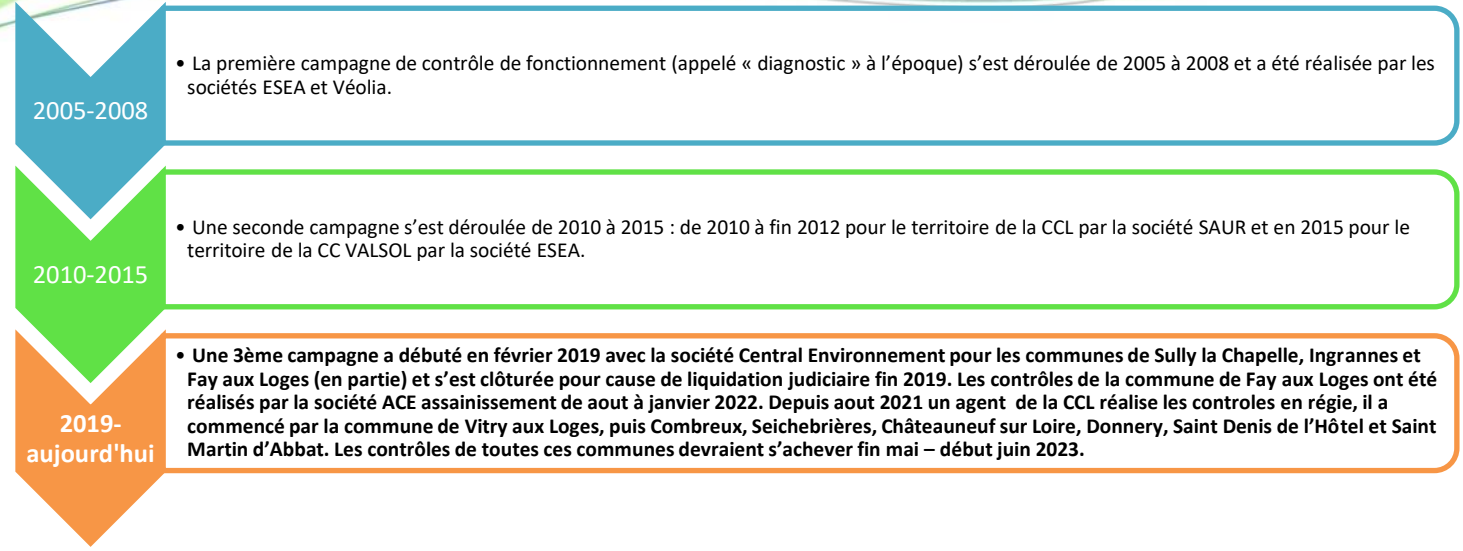 2005-2008
• La première campagne de contrôle de fonctionnement (appelé « diagnostic » à l’époque) s’est déroulée de 2005 à 2008 et a été réalisée par les
sociétés ESEA et Véolia.
2010-2015
• Une seconde campagne s’est déroulée de 2010 à 2015 : de 2010 à fin 2012 pour le territoire de la CCL par la société SAUR et en 2015 pour le
territoire de la CC VALSOL par la société ESEA.
2019-
aujourd'hui
• Une 3ème campagne a débuté en février 2019 avec la société Central Environnement pour les communes de Sully la Chapelle, Ingrannes et
Fay aux Loges (en partie) et s’est clôturée pour cause de liquidation judiciaire fin 2019. Les contrôles de la commune de Fay aux Loges ont été
réalisés par la société ACE assainissement de aout à janvier 2022. Depuis aout 2021 un agent  de la CCL réalise les controles en régie, il a
commencé par la commune de Vitry aux Loges, puis Combreux, Seichebrières, Châteauneuf sur Loire, Donnery, Saint Denis de l’Hôtel et Saint
Martin d’Abbat. Les contrôles de toutes ces communes devraient s’achever fin mai – début juin 2023.